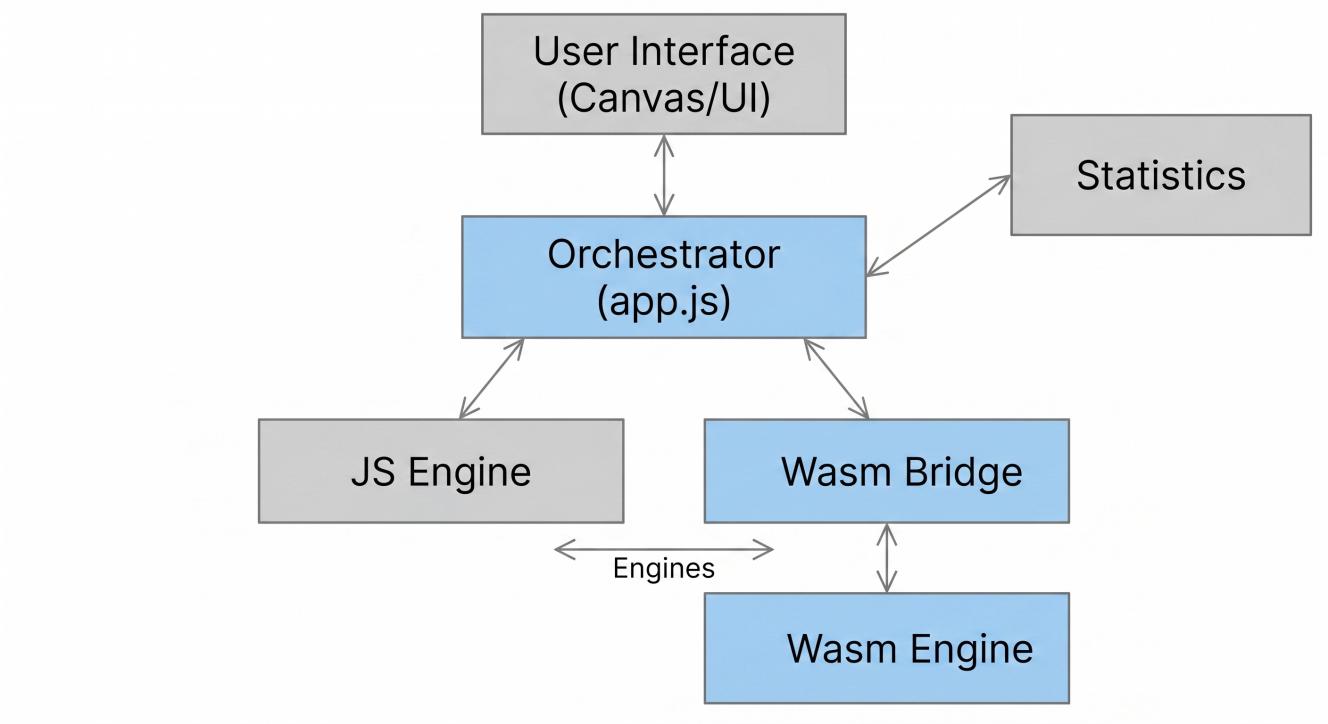 User Interface
(Canvas/UI)
Statistics
Orchestrator
(app.js)
JS Engine
Wasm Bridge
Engines
Wasm Engine